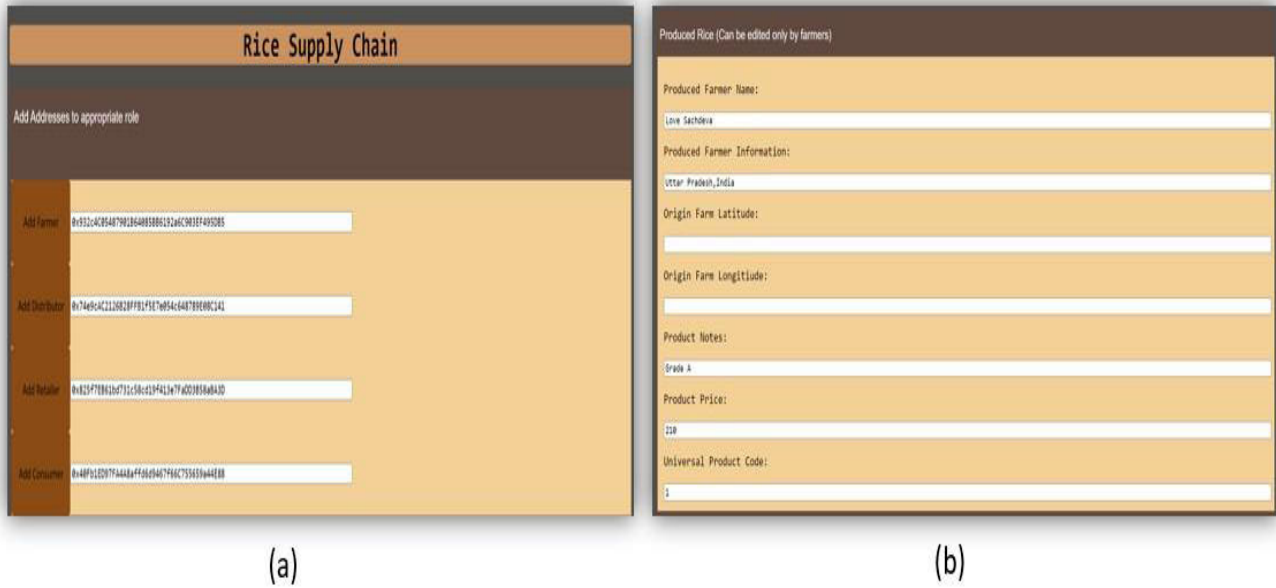 Rice Supply Chain
Add Addresses to appropriate role
Add Farmer
Add Distributor
Add Retailer
Add Consumer
(a)
Produced Rice (Can be edited only by farmers)
Produced Farmer Name:
Love Sachdeva
Produced Farmer Information:
Uttar Pradesh,India
Origin Farm Latitude:
Origin Farm Longitiude:
Product Notes:
Grade A
Product Price:
210
Universal Product Code:
1
(b)